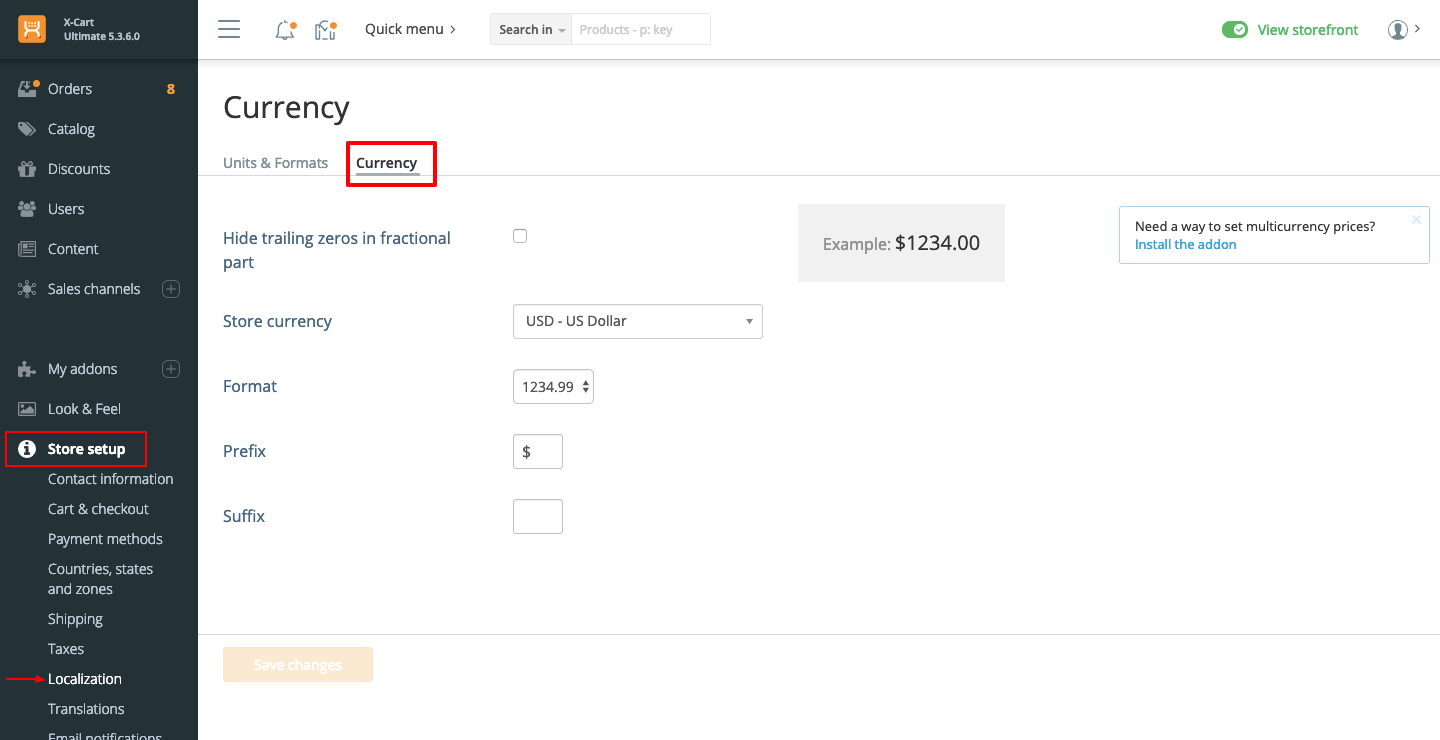 X-Cart
Ultimate 5.3.6.0
Quick menu
Search in
Products - p: key
View storefront
Orders
8
Catalog
Discounts
Users
Content
Sales channels
My addons
Look & Feel
Store setup
Contact information
Cart & checkout
Payment methods
Countries, states
and zones
Shipping
Taxes
Localization
Translations
Email notifications
Currency
Units & Formats
Currency
Hide trailing zeros in fractional
part
Example: $1234.00
Need a way to set multicurrency prices?
Install the addon
Store currency
USD - US Dollar
Format
1234.99
Prefix
$
Suffix
Save changes